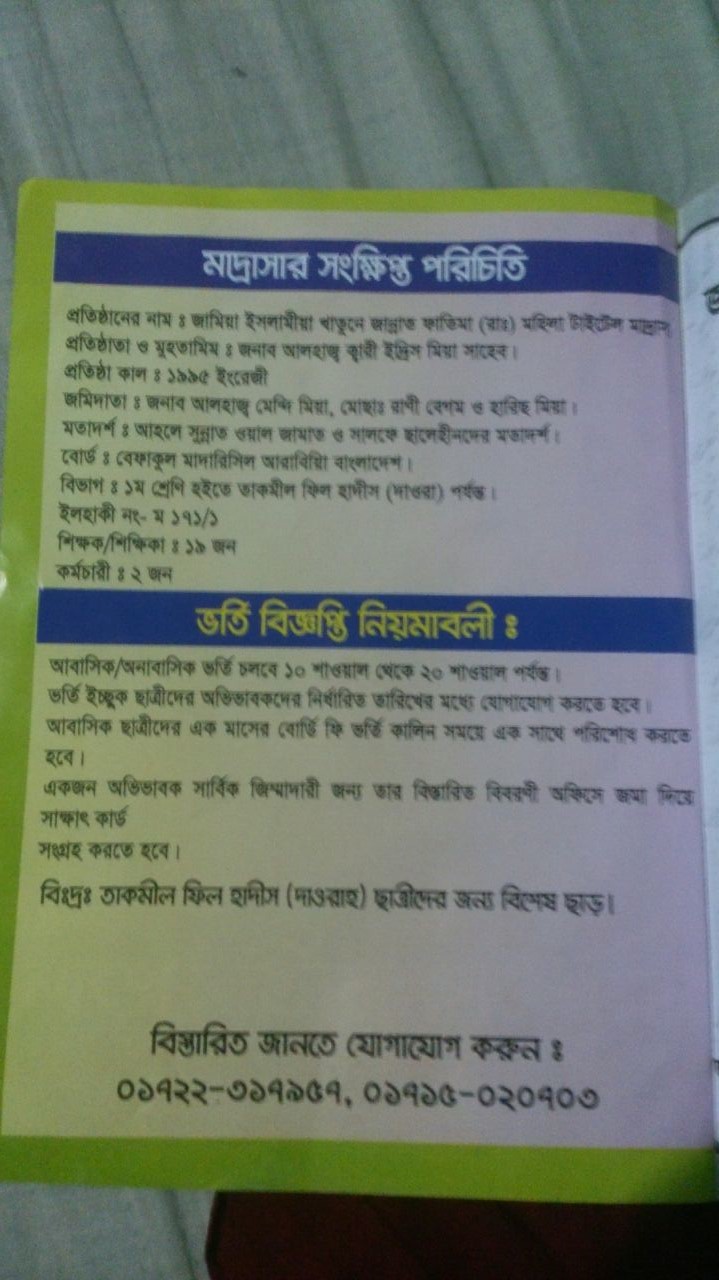 মাদ্রাসার সংক্ষিপ্ত পরিচিতি
প্রতিষ্ঠানের নাম ঃ জামিয়া ইসলামীয়া খাতুনে জান্নাত ফাতিমা (রাঃ) মহিলা টাইটেল মাদ্রাসা
প্রতিষ্ঠাতা ও মুহতামিম ঃ জনাব আলহাজ্ব ক্বারী ইদ্রিস মিয়া সাহেব।
প্রতিষ্ঠা কাল ঃ ১৯৯৫ ইংরেজী
জমিদাতা ঃ জনাব আলহাজ্ব মেন্দি মিয়া, মোছাঃ রাণী বেগম ও হারিছ মিয়া।
মতাদর্শ ঃ আহলে সুন্নাত ওয়াল জামাত ও সালফে ছালেহীনদের মতাদর্শ।
বোর্ড ঃ বেফাকুল মাদারিসিল আরাবিয়া বাংলাদেশ।
বিভাগ ঃ ১ম শ্রেণি হইতে তাকমীল ফিল হাদীস (দাওরা) পর্যন্ত।
ইলহাকী নং- ম ১৭১/১
শিক্ষক/শিক্ষিকা ঃ ১৯ জন
কর্মচারী ঃ ২ জন
ভর্তি বিজ্ঞপ্তি নিয়মাবলী ঃ
আবাসিক/অনাবাসিক ভর্তি চলবে ১০ শাওয়াল থেকে ২০ শাওয়াল পর্যন্ত।
ভর্তি ইচ্ছুক ছাত্রীদের অভিভাবকদের নির্ধারিত তারিখের মধ্যে যোগাযোগ করতে হবে।
আবাসিক ছাত্রীদের এক মাসের বোর্ডি ফি ভর্তি কালিন সময়ে এক সাথে পরিশোধ করতে
হবে।
একজন অভিভাবক সার্বিক জিম্মাদারী জন্য তার বিস্তারিত বিবরণী অফিসে জমা দিয়ে
সাক্ষাৎ কার্ড
সংগ্রহ করতে হবে।
বিঃদ্রঃ তাকমীল ফিল হাদীস (দাওরাহ) ছাত্রীদের জন্য বিশেষ ছাড়।
বিস্তারিত জানতে যোগাযোগ করুন ঃ
০১৭২২-৩১৭৯৫৭, ০১৭১৫-০২০৭০৩